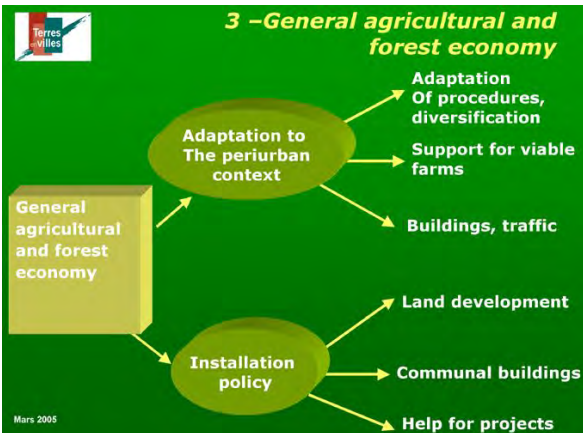 Terres
en villes
3 –General agricultural and
forest economy
Adaptation
Of procedures,
diversification
Adaptation to
The periurban
context
Support for viable
farms
General
agricultural
and forest
economy
Buildings, traffic
Land development
Installation
policy
Communal buildings
Help for projects
Mars 2005